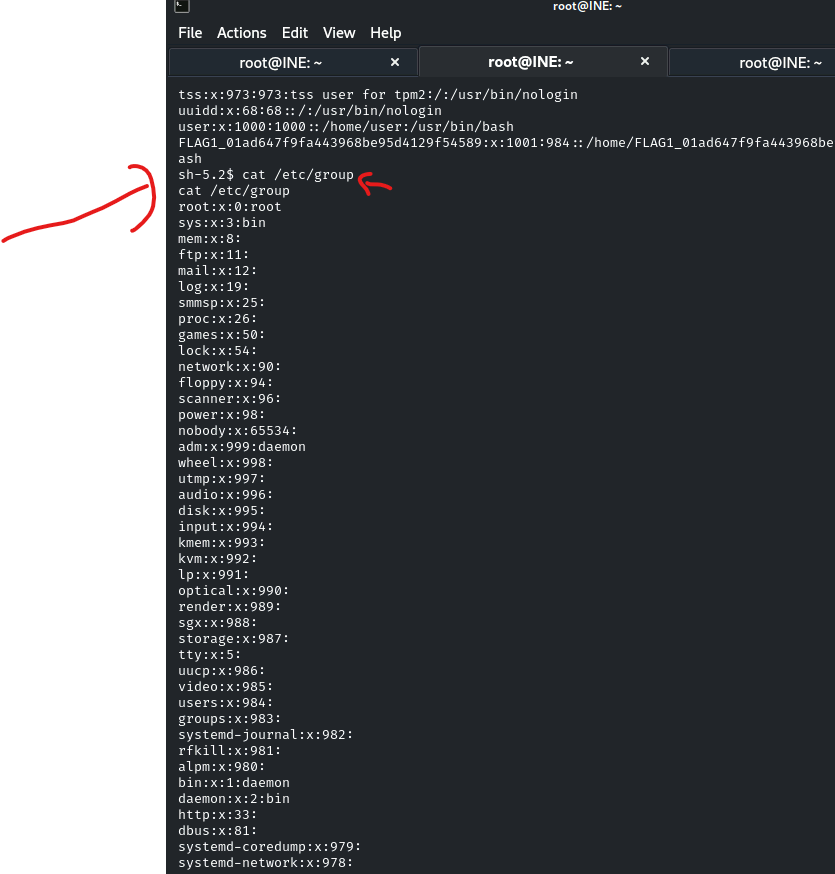 root@INE: ~
File Actions Edit View Help
root@INE: ~ × root@INE: ~ × root@INE: ~
tss:x:973:973:tss user for tpm2:/:/usr/bin/nologin
uuidd:x:68:68::/:/usr/bin/nologin
user:x:1000:1000::/home/user:/usr/bin/bash
FLAG1_01ad647f9fa443968be95d4129f54589:x:1001:984::/home/FLAG1_01ad647f9fa443968be
ash
sh-5.2$ cat /etc/group
cat /etc/group
root:x:0:root
sys:x:3:bin
mem:x:8:
ftp:x:11:
mail:x:12:
log:x:19:
smmsp:x:25:
proc:x:26:
games:x:50:
lock:x:54:
network:x:90:
floppy:x:94:
scanner:x:96:
power:x:98:
nobody:x:65534:
adm:x:999:daemon
wheel:x:998:
utmp:x:997:
audio:x:996:
disk:x:995:
input:x:994:
kmem:x:993:
kvm:x:992:
lp:x:991:
optical:x:990:
render:x:989:
sgx:x:988:
storage:x:987:
tty:x:5:
uucp:x:986:
video:x:985:
users:x:984:
groups:x:983:
systemd-journal:x:982:
rfkill:x:981:
alpm:x:980:
bin:x:1:daemon
daemon:x:2:bin
http:x:33:
dbus:x:81:
systemd-coredump:x:979:
systemd-network:x:978: